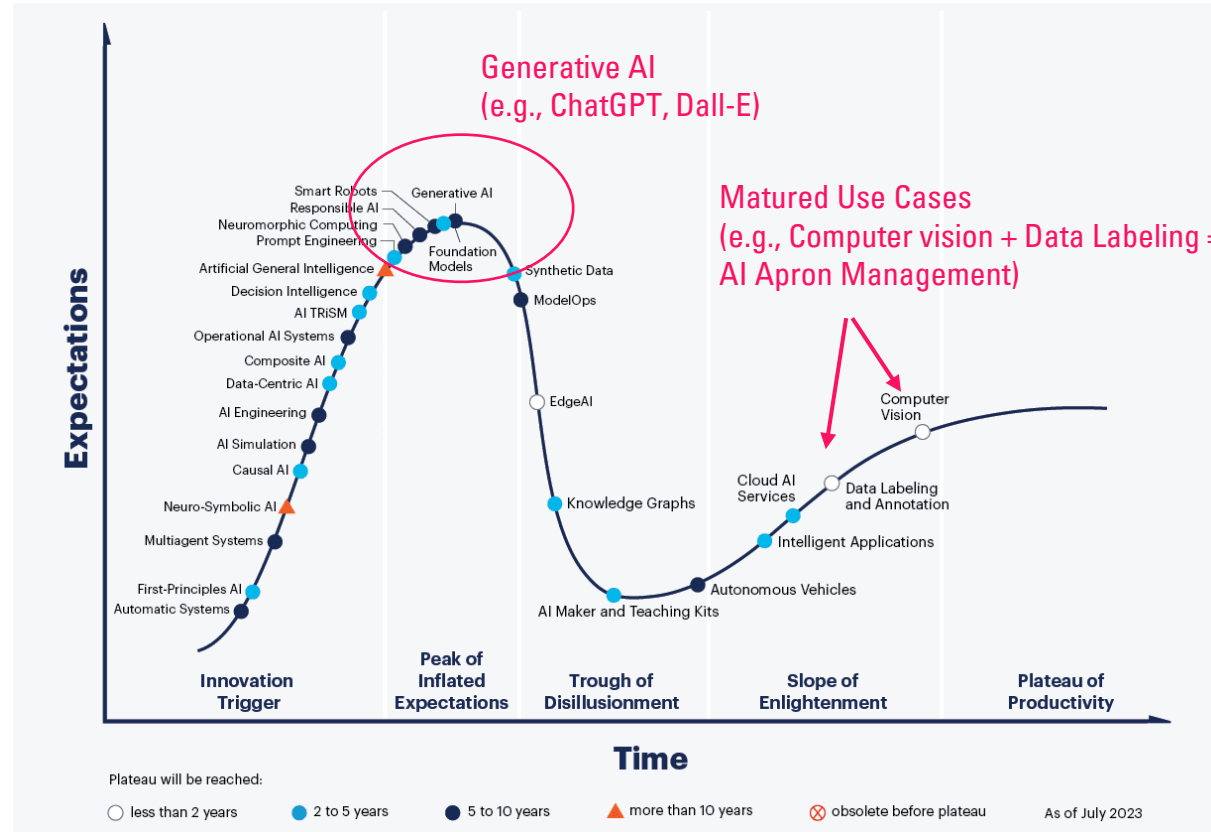 Generative AI
(e.g., ChatGPT, Dall-E)
Matured Use Cases
(e.g., Computer vision + Data Labeling =
AI Apron Management)
Expectations
Smart Robots
Responsible AI
Neuromorphic Computing
Prompt Engineering
Artificial General Intelligence
Decision Intelligence
AI TRiSM
Operational AI Systems
Composite AI
Data-Centric AI
AI Engineering
AI Simulation
Causal AI
Neuro-Symbolic AI
Multiagent Systems
First-Principles AI
Automatic Systems
Generative AI
Foundation
Models
Synthetic Data
ModelOps
EdgeAI
Knowledge Graphs
AI Maker and Teaching Kits
Autonomous Vehicles
Intelligent Applications
Cloud AI
Services
Data Labeling
and Annotation
Computer
Vision
Innovation
Trigger
Peak of
Inflated
Expectations
Trough of
Disillusionment
Slope of
Enlightenment
Plateau of
Productivity
Time
Plateau will be reached:
less than 2 years
2 to 5 years
5 to 10 years
more than 10 years
obsolete before plateau
As of July 2023